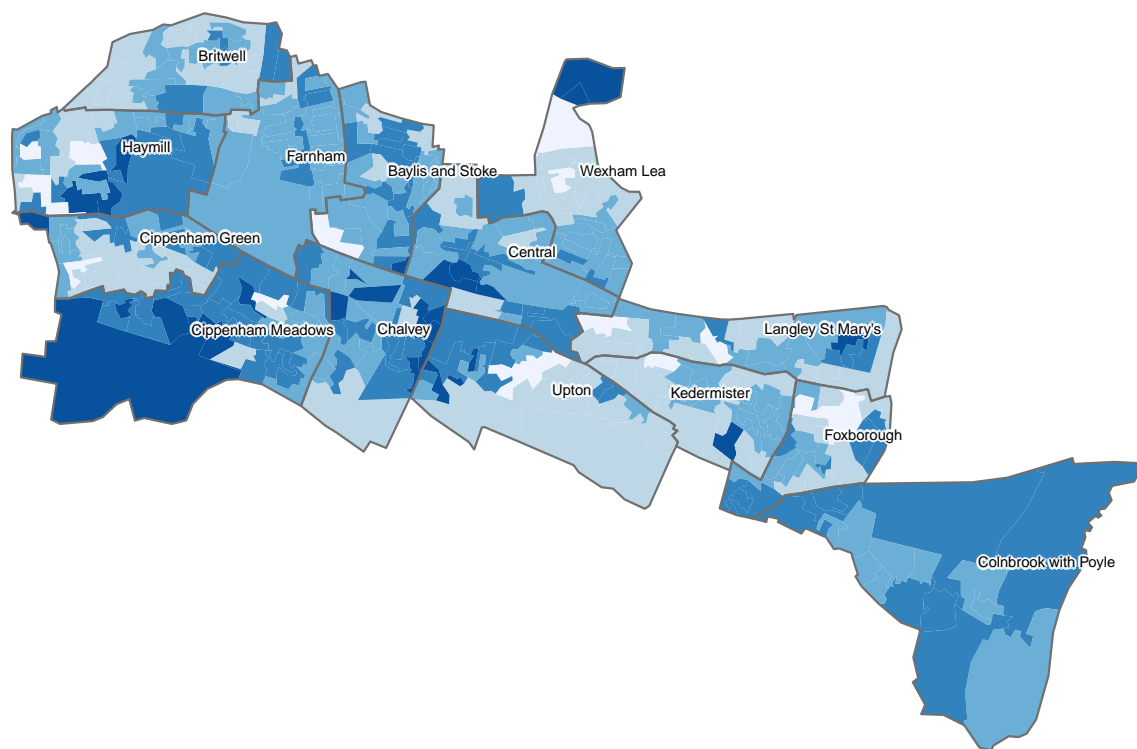 Britwell
Haymill
Farnham
Baylis and Stoke
Wexham Lea
Cippenham Green
Central
Cippenham Meadows
Chalvey
Langley St Mary's
Upton
Kedermister
Foxborough
Colnbrook with Poyle